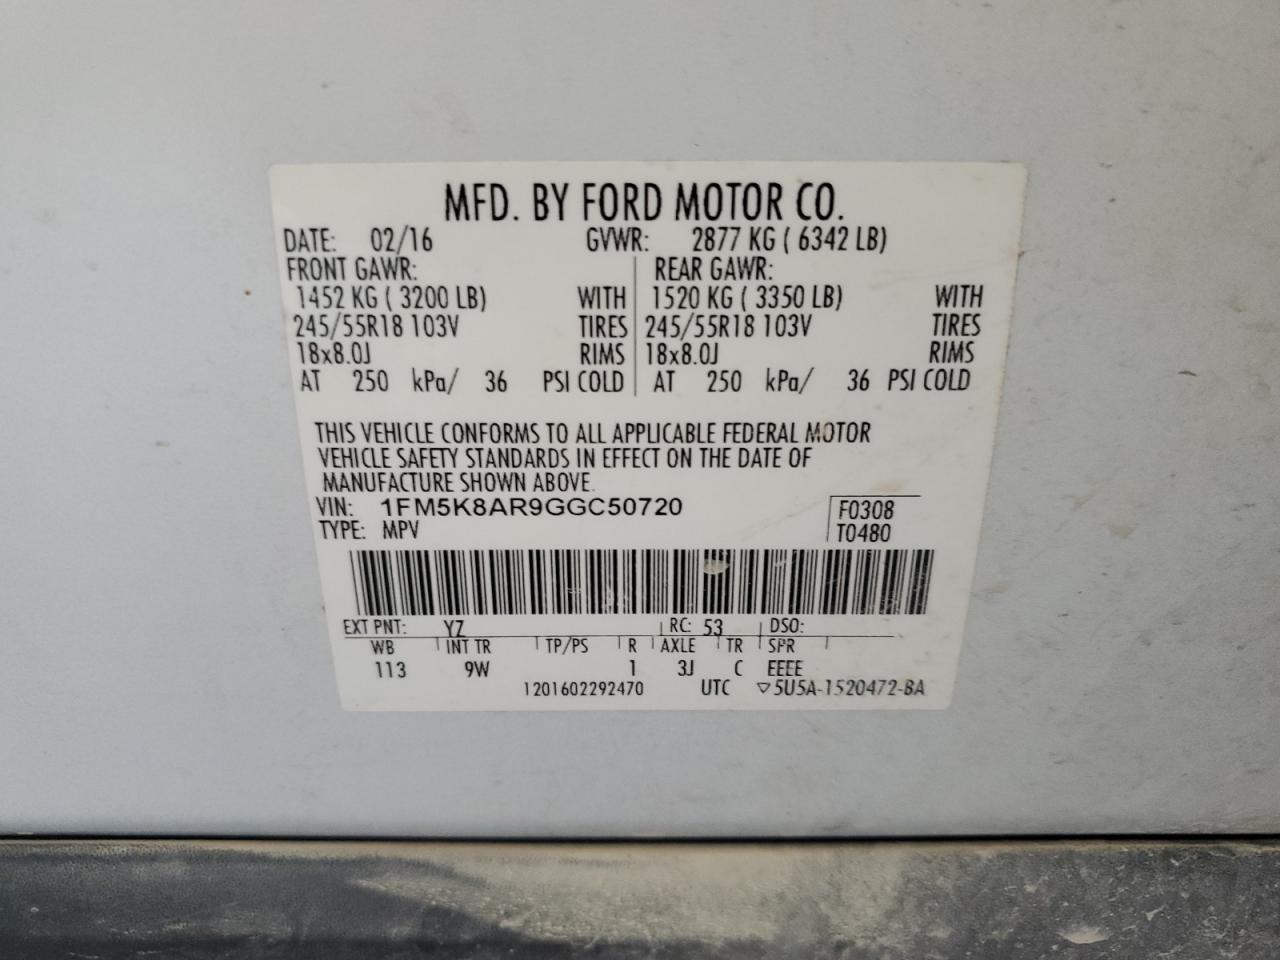 MFD. BY FORD MOTOR CO.
DATE: 02/16 GVWR: 2877 KG ( 6342 LB)
FRONT GAWR: REAR GAWR:
1452 KG ( 3200 LB) WITH 1520 KG ( 3350 LB) WITH
245/55R18 103V TIRES 245/55R18 103V TIRES
18x8.0J RIMS 18x8.0J RIMS
AT 250 kPa/ 36 PSI COLD AT 250 kPa/ 36 PSI COLD
THIS VEHICLE CONFORMS TO ALL APPLICABLE FEDERAL MOTOR
VEHICLE SAFETY STANDARDS IN EFFECT ON THE DATE OF
MANUFACTURE SHOWN ABOVE.
VIN: 1FM5K8AR9GGC50720 F0308
TYPE: MPV T0480
EXT PNT: YZ RC: 53 DSO:
WB INT TR TP/PS R AXLE TR SPR
113 9W 1 3J C EEEE
1201602292470 UTC ▽5U5A-1520472-BA